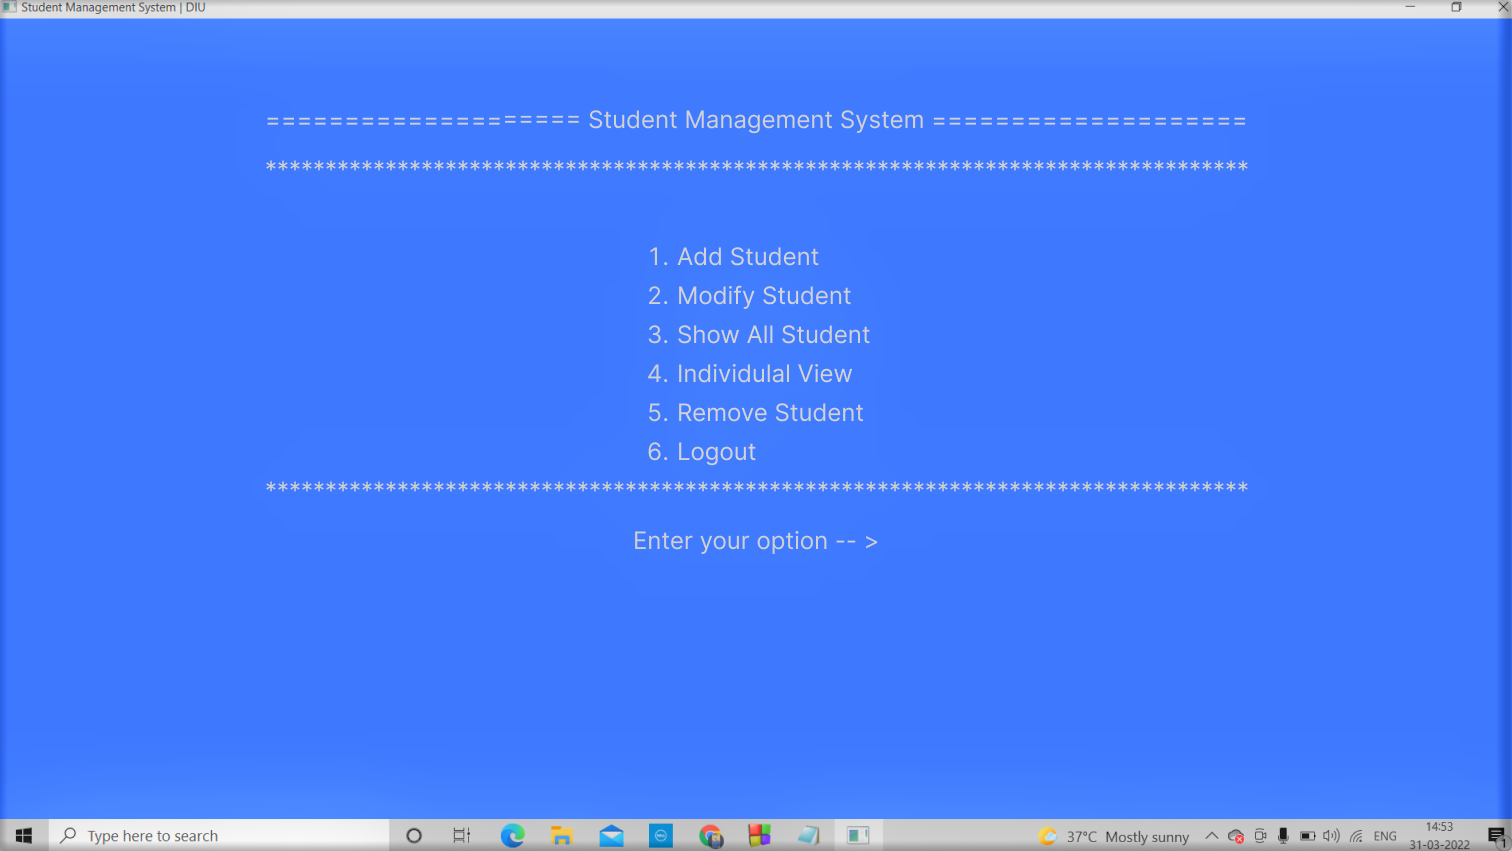 Student Management System | DIU
==================== Student Management System ====================
**********************************************************************************
1. Add Student
2. Modify Student
3. Show All Student
4. Individulal View
5. Remove Student
6. Logout
**********************************************************************************
Enter your option -- >
Type here to search
37°C Mostly sunny
ENG
14:53
31-03-2022